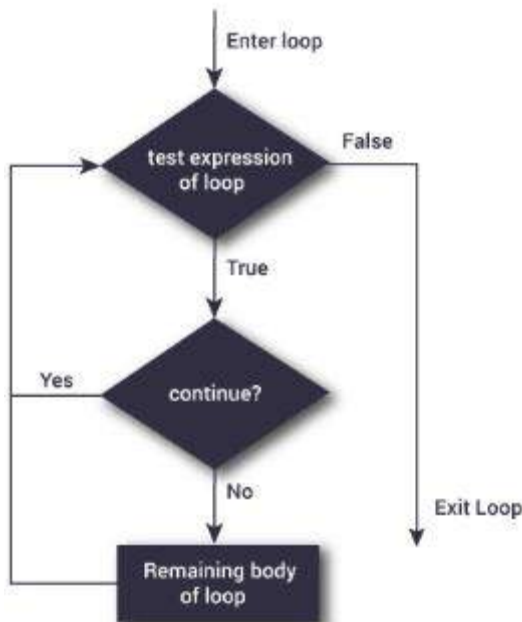 Enter loop
test expression
of loop
False
True
continue?
Yes
No
Exit Loop
Remaining body
of loop